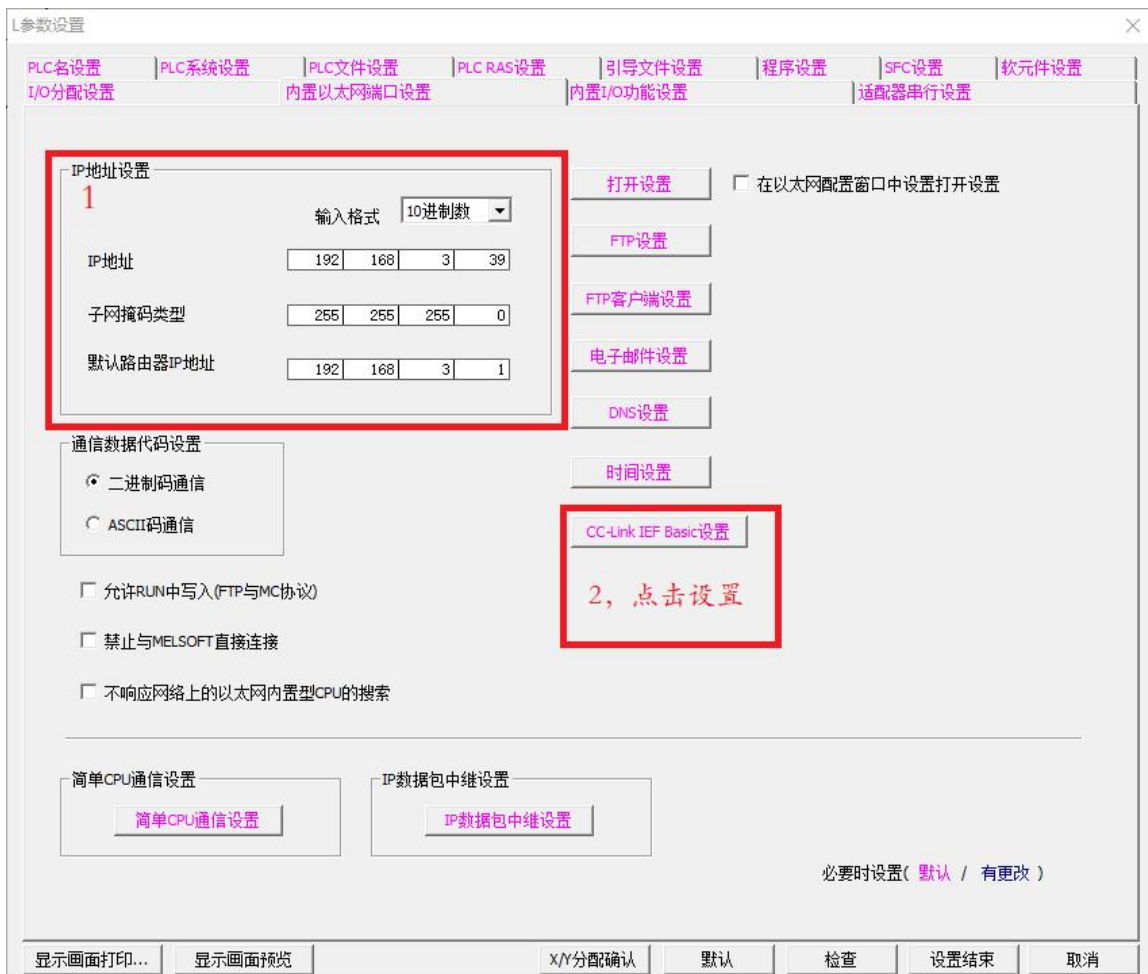 L参数设置
PLC名设置 PLC系统设置 PLC文件设置 PLC RAS设置 引导文件设置 程序设置 SFC设置 软元件设置
I/O分配设置 内置以太网端口设置 内置I/O功能设置 适配器串行设置
IP地址设置
1
输入格式 10进制数
IP地址 192 168 3 39
子网掩码类型 255 255 255 0
默认路由器IP地址 192 168 3 1
打开设置 在以太网配置窗口中设置打开设置
FTP设置
FTP客户端设置
电子邮件设置
DNS设置
时间设置
CC-Link IEF Basic设置
2，点击设置
通信数据代码设置
二进制码通信
ASCII码通信
允许RUN中写入(FTP与MC协议)
禁止与MELSOFT直接连接
不响应网络上的以太网内置型CPU的搜索
简单CPU通信设置
简单CPU通信设置
IP数据包中继设置
IP数据包中继设置
必要时设置( 默认 / 有更改 )
显示画面打印... 显示画面预览 X/Y分配确认 默认 检查 设置结束 取消